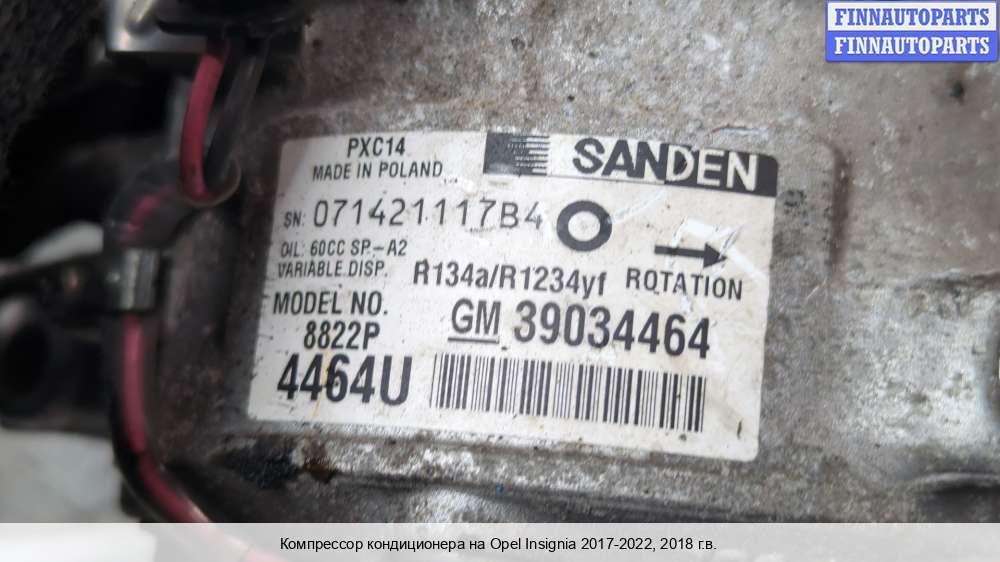 FINNAUTOPARTS
FINNAUTOPARTS
PXC14
MADE IN POLAND
SANDEN
SN: 071421117B4
OIL: 60CC SP-A2
VARIABLE DISP.
R134a/R1234yf ROTATION
MODEL NO.
8822P
GM 39034464
4464U
Компрессор кондиционера на Opel Insignia 2017-2022, 2018 г.в.